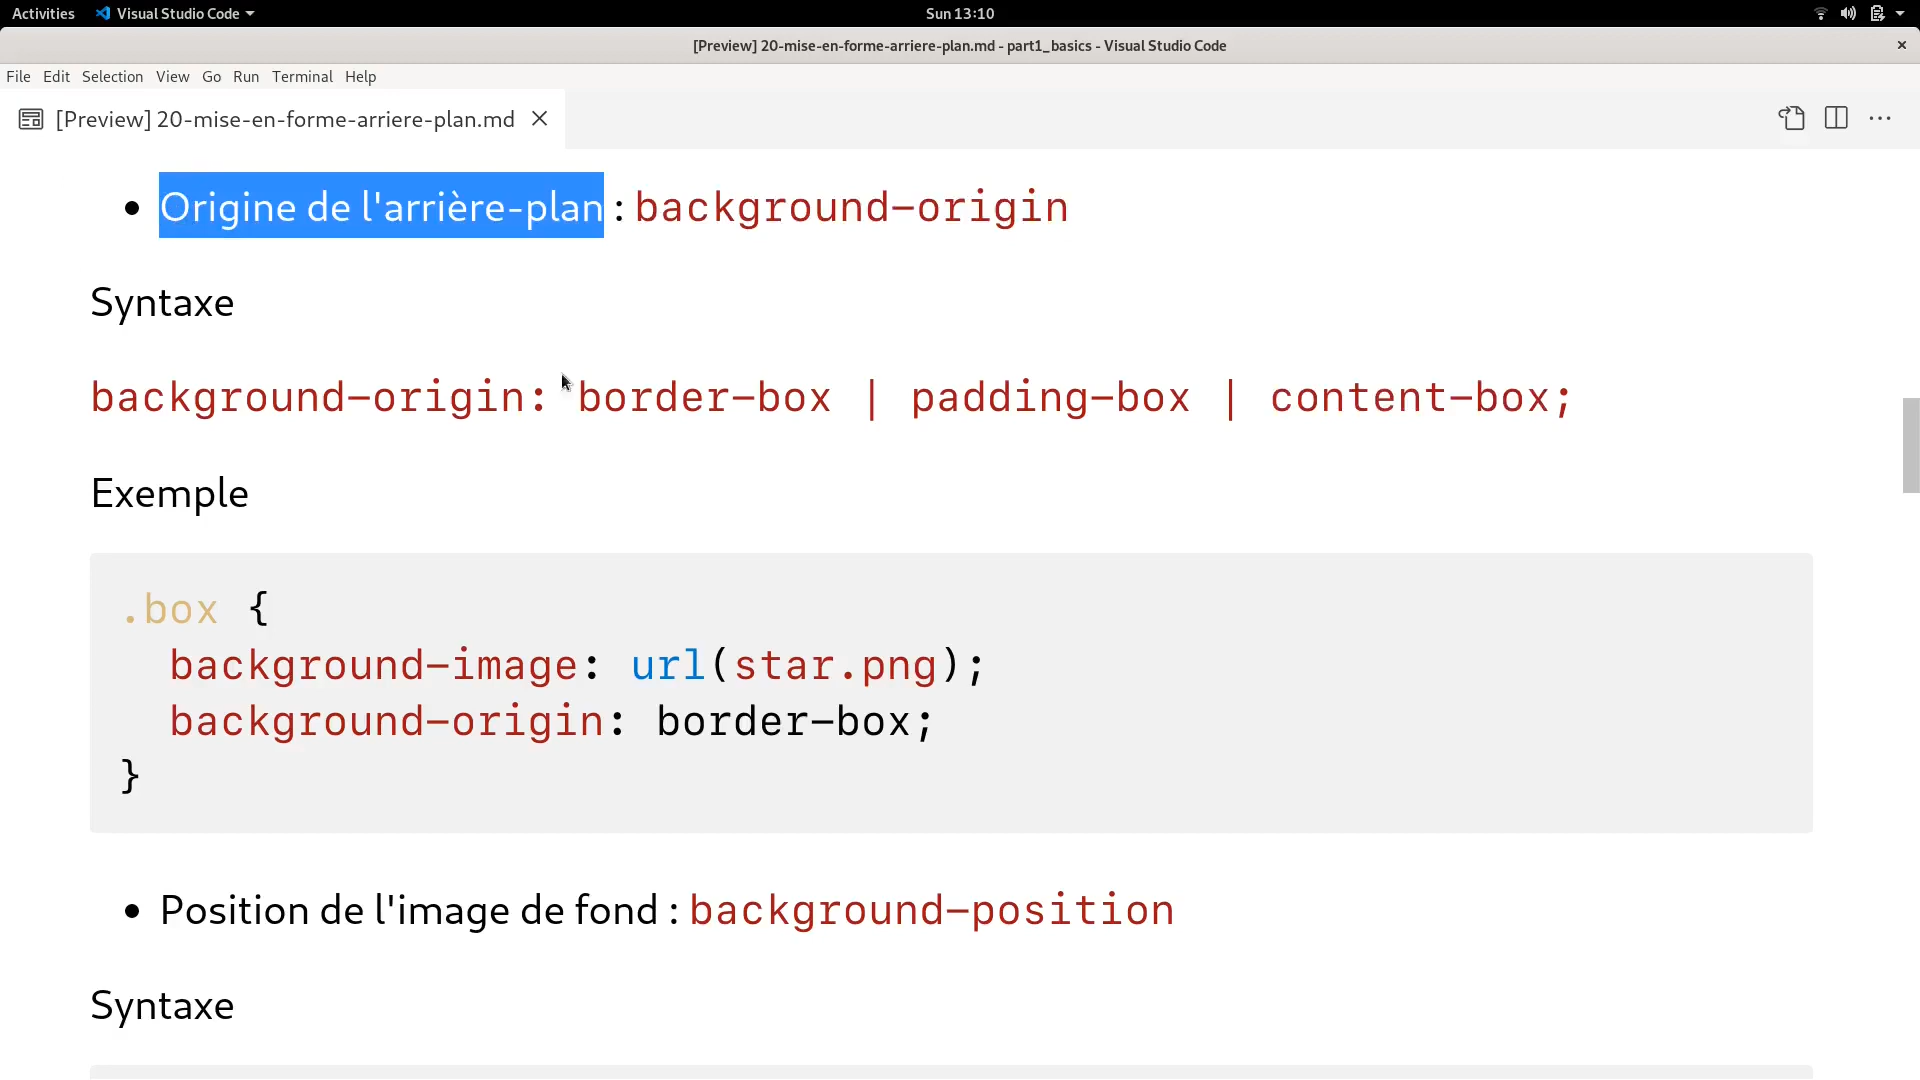 Activities Visual Studio Code Sun 13:10
[Preview] 20-mise-en-forme-arriere-plan.md - part1_basics - Visual Studio Code
File Edit Selection View Go Run Terminal Help
[Preview] 20-mise-en-forme-arriere-plan.md
• Origine de l'arrière-plan : background-origin
Syntaxe
background-origin: border-box | padding-box | content-box;
Exemple
.box {
background-image: url(star.png);
background-origin: border-box;
}
• Position de l'image de fond : background-position
Syntaxe